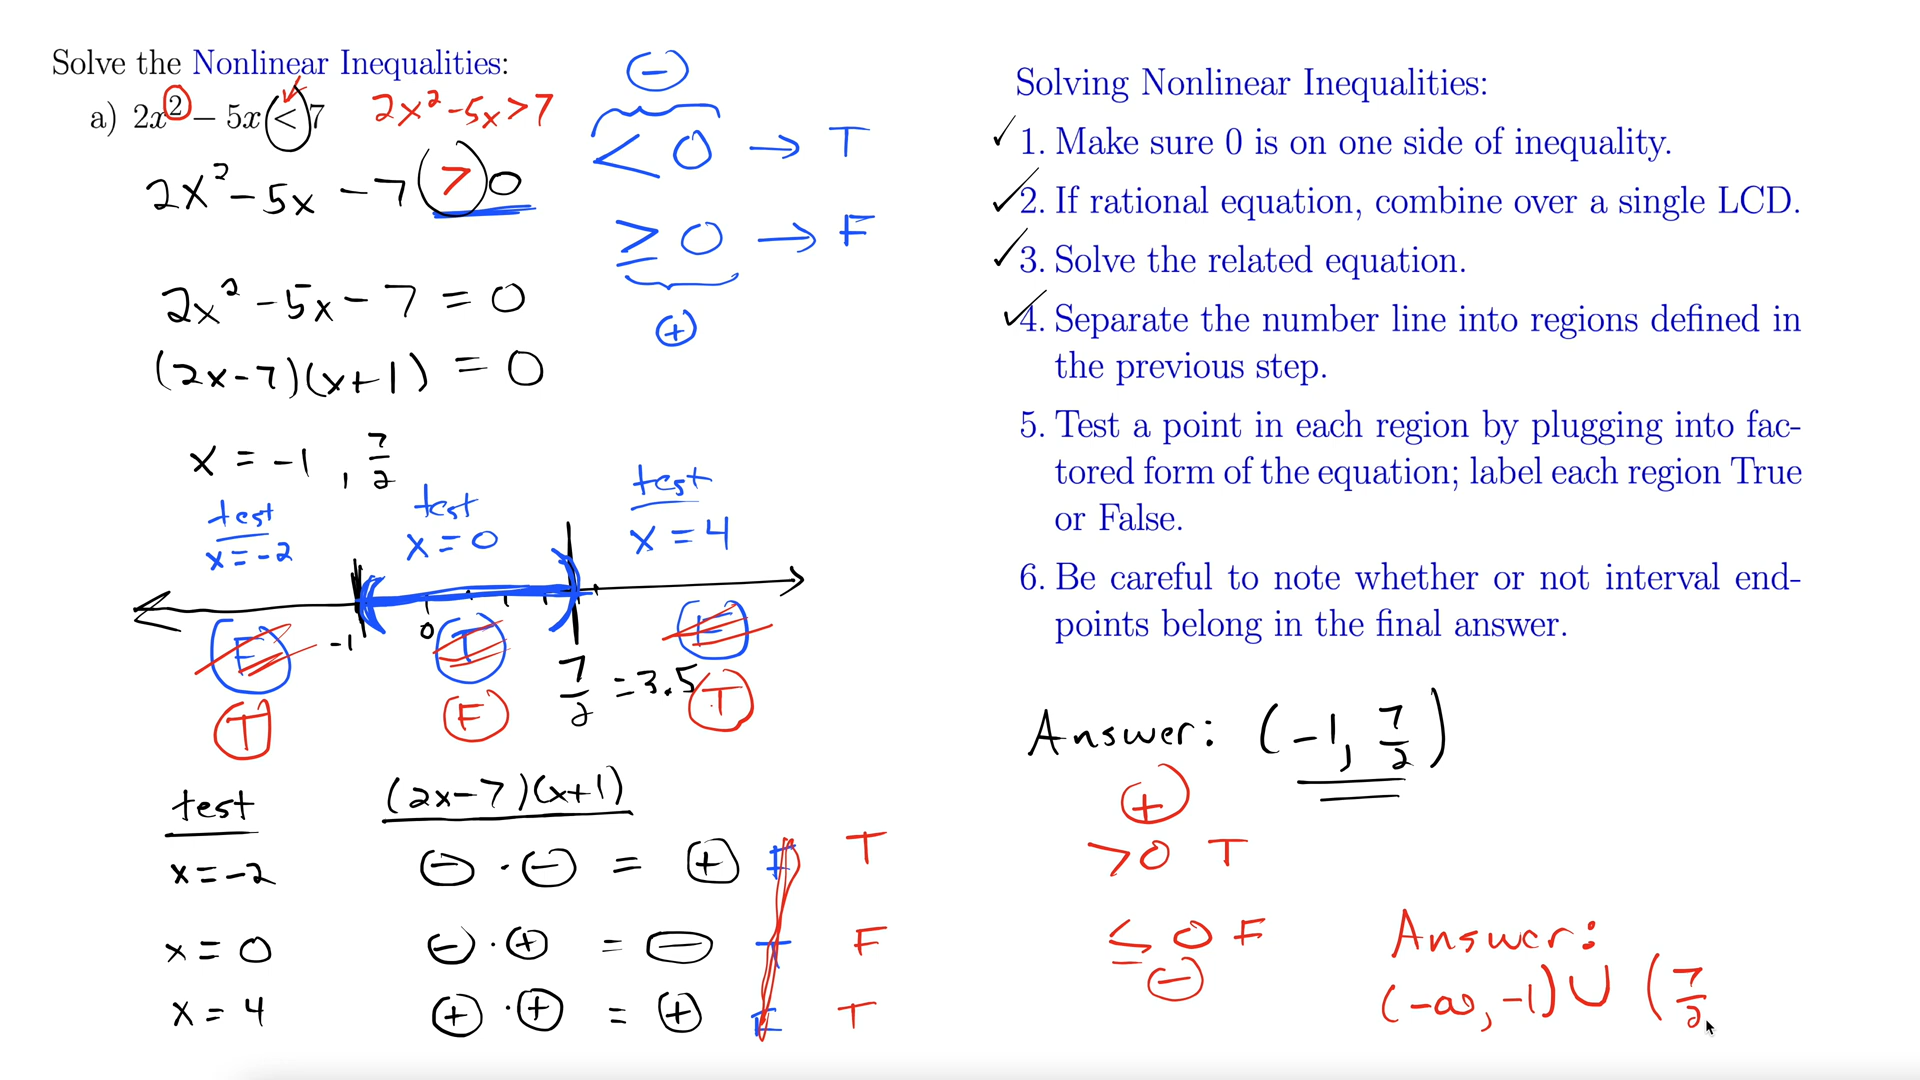 Solve the Nonlinear Inequalities:
a) 2x² − 5x < 7
2x² - 5x > 7
2x² - 5x - 7 > 0
2x² - 5x - 7 = 0
(2x - 7)(x + 1) = 0
x = -1, 7/2
⊖
< 0 → T
≥ 0 → F
⊕
test
x = -2
test
x = 0
test
x = 4
-1
0
7/2 = 3.5
F
T
F
T
F
T
test
(2x - 7)(x + 1)
x = -2
⊖ · ⊖ = ⊕
F
T
x = 0
⊖ · ⊕ = ⊖
T
F
x = 4
⊕ · ⊕ = ⊕
F
T
Solving Nonlinear Inequalities:
✓ 1. Make sure 0 is on one side of inequality.
✓ 2. If rational equation, combine over a single LCD.
✓ 3. Solve the related equation.
✓ 4. Separate the number line into regions defined in
the previous step.
5. Test a point in each region by plugging into fac-
tored form of the equation; label each region True
or False.
6. Be careful to note whether or not interval end-
points belong in the final answer.
Answer: (-1, 7/2)
⊕
> 0 T
≤ 0 F
⊖
Answer:
(-∞, -1) ∪ (7/2,